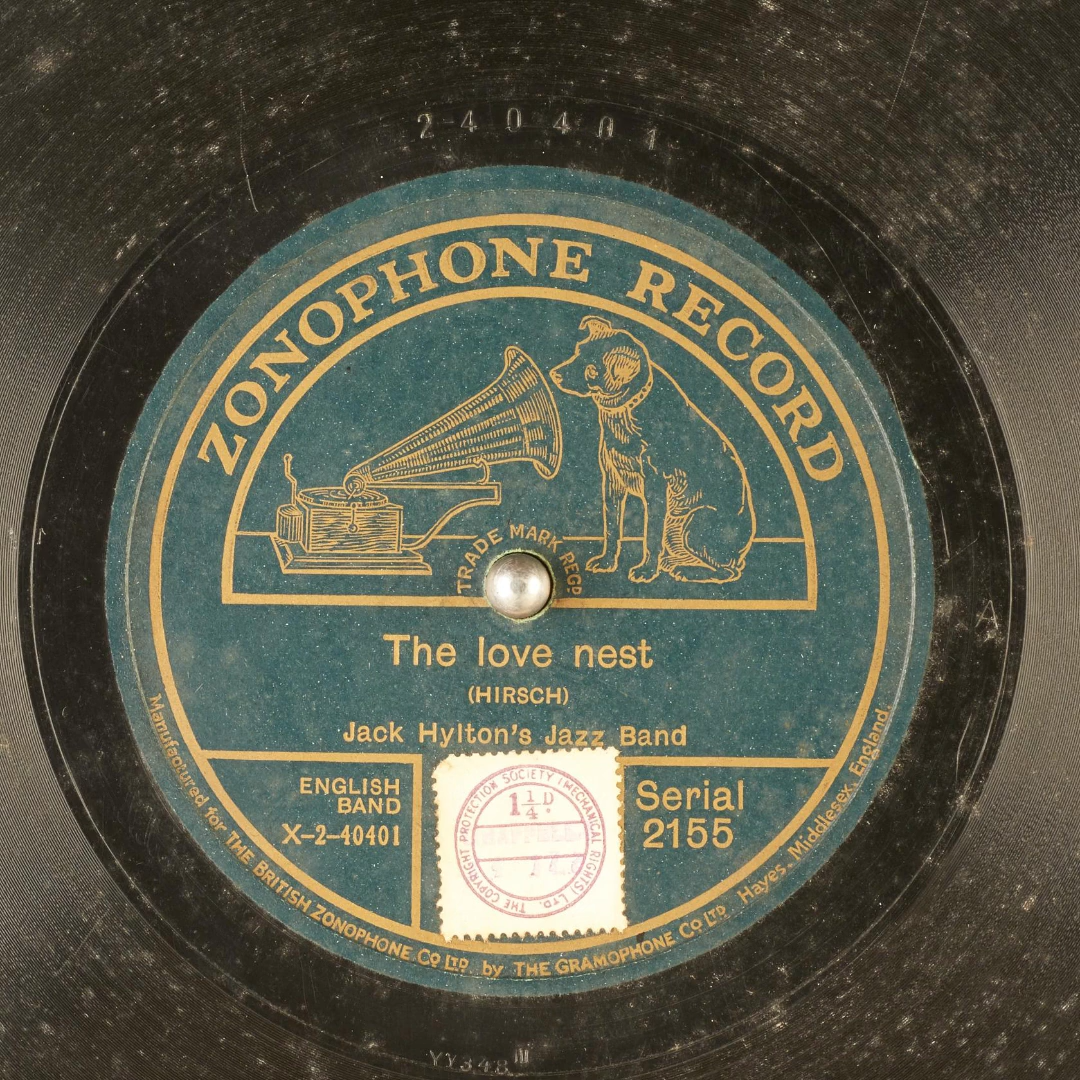 240401
ZONOPHONE RECORD
TRADE MARK REGD.
The love nest
(HIRSCH)
Jack Hylton's Jazz Band
ENGLISH
BAND
X-2-40401
Serial
2155
THE COPYRIGHT PROTECTION SOCIETY (MECHANICAL RIGHTS) LTD.
1¼D.
Manufactured for THE BRITISH ZONOPHONE Co LTD. by THE GRAMOPHONE Co LTD Hayes. Middlesex. England.
A